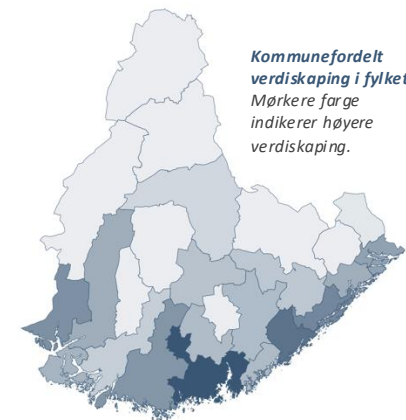 Kommunefordelt
verdiskaping i fylket
Mørkere farge
indikerer høyere
verdiskaping.